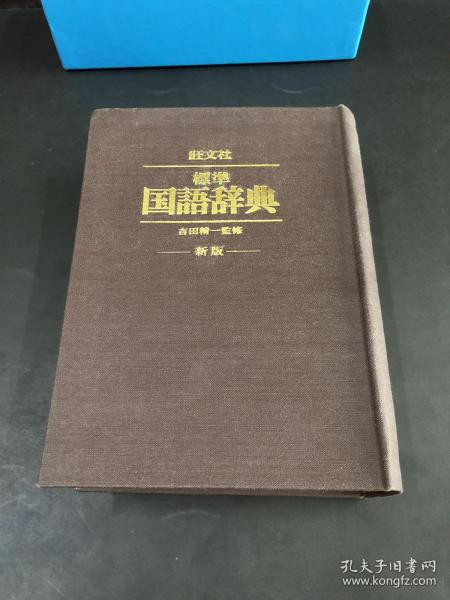 旺文社
標準
国語辞典
吉田精一監修
新版
孔夫子旧书网
www.kongfz.com